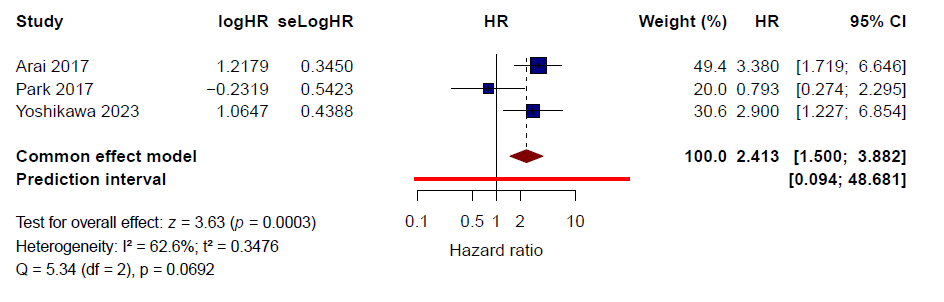 Study logHR seLogHR HR Weight (%) HR 95% CI
Arai 2017 1.2179 0.3450 49.4 3.380 [1.719; 6.646]
Park 2017 −0.2319 0.5423 20.0 0.793 [0.274; 2.295]
Yoshikawa 2023 1.0647 0.4388 30.6 2.900 [1.227; 6.854]
Common effect model 100.0 2.413 [1.500; 3.882]
Prediction interval [0.094; 48.681]
0.1 0.5 1 2 10
Hazard ratio
Test for overall effect: z = 3.63 (p = 0.0003)
Heterogeneity: I² = 62.6%; t² = 0.3476
Q = 5.34 (df = 2), p = 0.0692